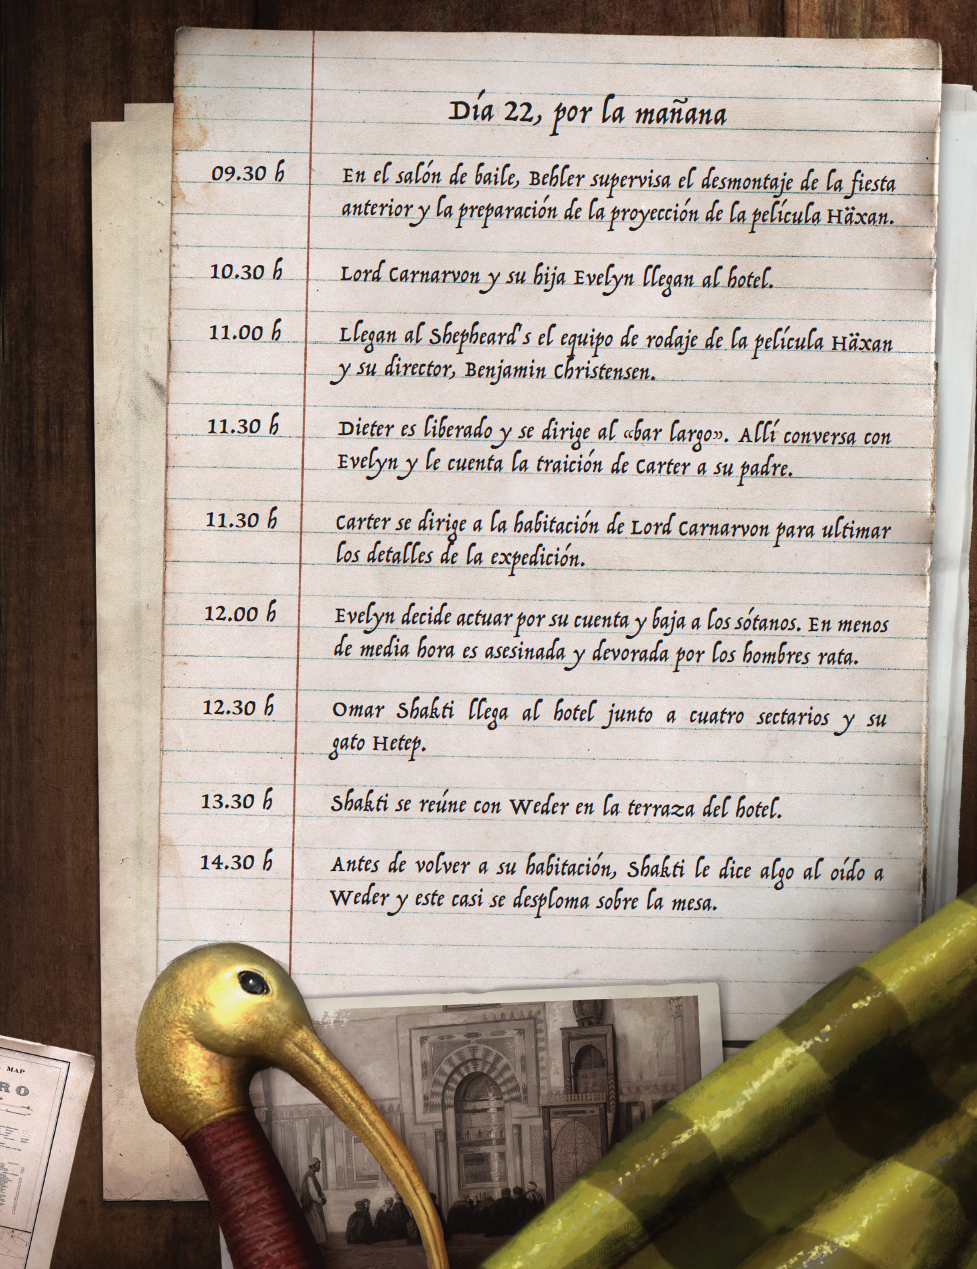 Día 22, por la mañana
09.30 h En el salón de baile, Behler supervisa el desmontaje de la fiesta
anterior y la preparación de la proyección de la película Häxan.
10.30 h Lord Carnarvon y su hija Evelyn llegan al hotel.
11.00 h Llegan al Shepheard's el equipo de rodaje de la película Häxan
y su director, Benjamin Christensen.
11.30 h Dieter es liberado y se dirige al «bar largo». Allí conversa con
Evelyn y le cuenta la traición de Carter a su padre.
11.30 h Carter se dirige a la habitación de Lord Carnarvon para ultimar
los detalles de la expedición.
12.00 h Evelyn decide actuar por su cuenta y baja a los sótanos. En menos
de media hora es asesinada y devorada por los hombres rata.
12.30 h Omar Shakti llega al hotel junto a cuatro sectarios y su
gato Hetep.
13.30 h Shakti se reúne con Weder en la terraza del hotel.
14.30 h Antes de volver a su habitación, Shakti le dice algo al oído a
Weder y este casi se desploma sobre la mesa.
MAP
RO